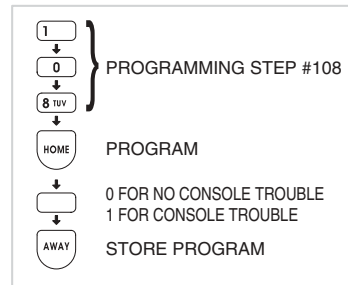 1
0
8 TUV
PROGRAMMING STEP #108
HOME
PROGRAM
0 FOR NO CONSOLE TROUBLE
1 FOR CONSOLE TROUBLE
AWAY
STORE PROGRAM